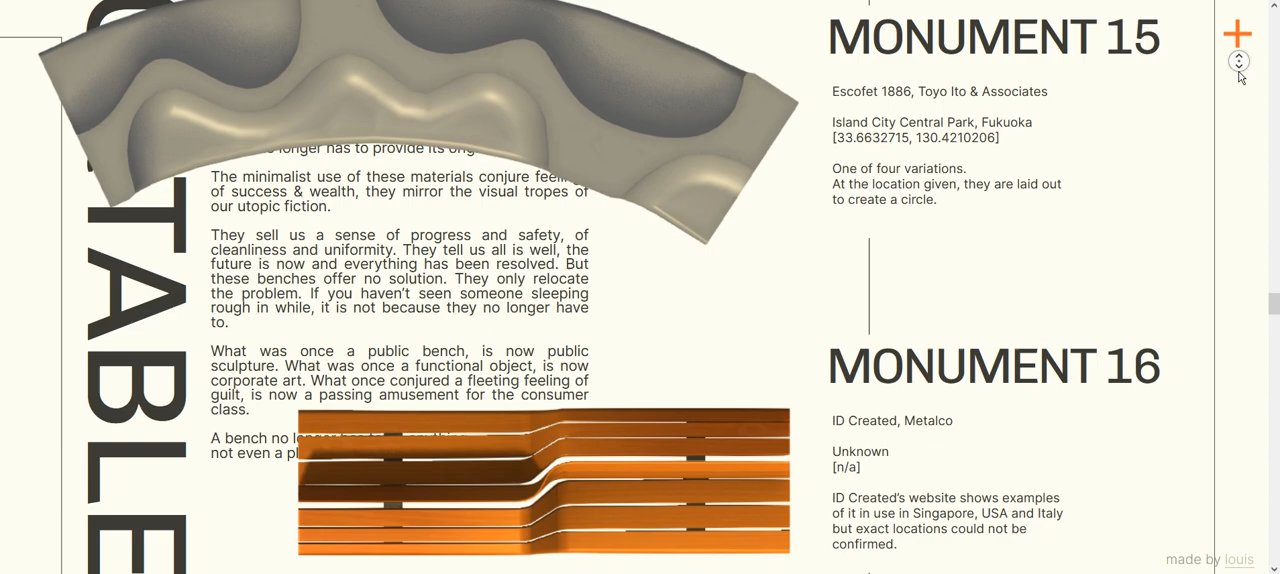 TABLE
longer has to provide its
The minimalist use of these materials conjure
of success & wealth, they mirror the visual tropes of
our utopic fiction.
They sell us a sense of progress and safety, of
cleanliness and uniformity. They tell us all is well, the
future is now and everything has been resolved. But
these benches offer no solution. They only relocate
the problem. If you haven’t seen someone sleeping
rough in while, it is not because they no longer have
to.
What was once a public bench, is now public
sculpture. What was once a functional object, is now
corporate art. What once conjured a fleeting feeling of
guilt, is now a passing amusement for the consumer
class.
A bench no
not even a
MONUMENT 15
Escofet 1886, Toyo Ito & Associates
Island City Central Park, Fukuoka
[33.6632715, 130.4210206]
One of four variations.
At the location given, they are laid out
to create a circle.
MONUMENT 16
ID Created, Metalco
Unknown
[n/a]
ID Created’s website shows examples
of it in use in Singapore, USA and Italy
but exact locations could not be
confirmed.
made by louis